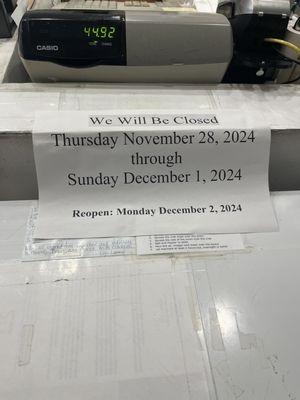 44.92
CASIO
We Will Be Closed
Thursday November 28, 2024
through
Sunday December 1, 2024
Reopen: Monday December 2, 2024